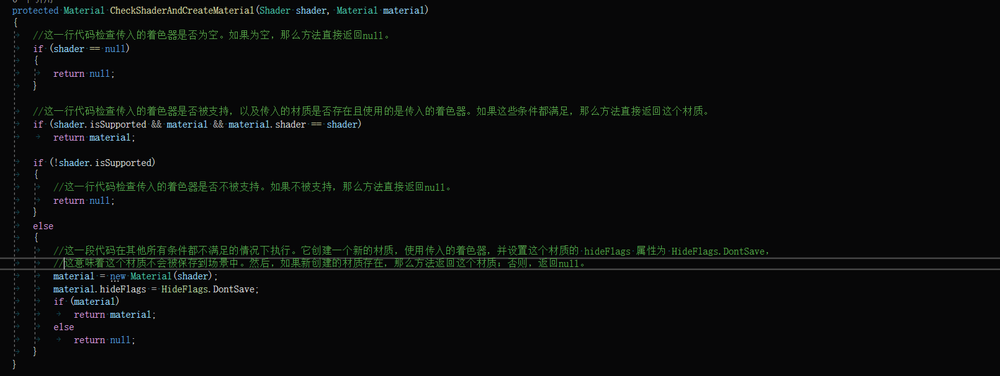 protected Material CheckShaderAndCreateMaterial(Shader shader, Material material)
{
//这一行代码检查传入的着色器是否为空。如果为空，那么方法直接返回null。
if (shader == null)
{
return null;
}
//这一行代码检查传入的着色器是否被支持，以及传入的材质是否存在且使用的是传入的着色器。如果这些条件都满足，那么方法直接返回这个材质。
if (shader.isSupported && material && material.shader == shader)
return material;
if (!shader.isSupported)
{
//这一行代码检查传入的着色器是否不被支持。如果不被支持，那么方法直接返回null。
return null;
}
else
{
//这一段代码在其他所有条件都不满足的情况下执行。它创建一个新的材质，使用传入的着色器，并设置这个材质的 hideFlags 属性为 HideFlags.DontSave，
//这意味着这个材质不会被保存到场景中。然后，如果新创建的材质存在，那么方法返回这个材质；否则，返回null。
material = new Material(shader);
material.hideFlags = HideFlags.DontSave;
if (material)
return material;
else
return null;
}
}